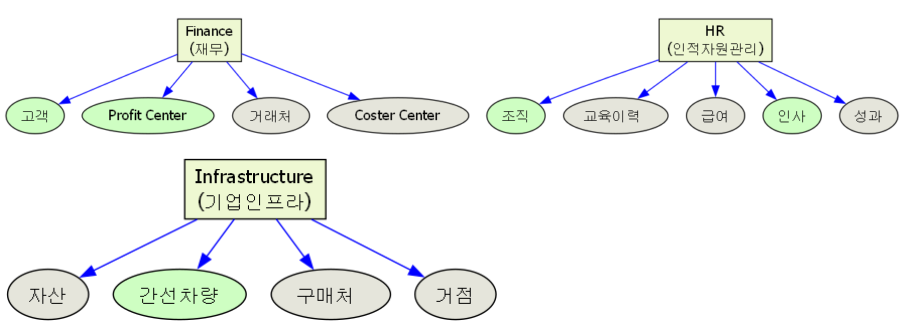 Finance
(재무)
고객
Profit Center
거래처
Coster Center
HR
(인적자원관리)
조직
교육이력
급여
인사
성과
Infrastructure
(기업인프라)
자산
간선차량
구매처
거점